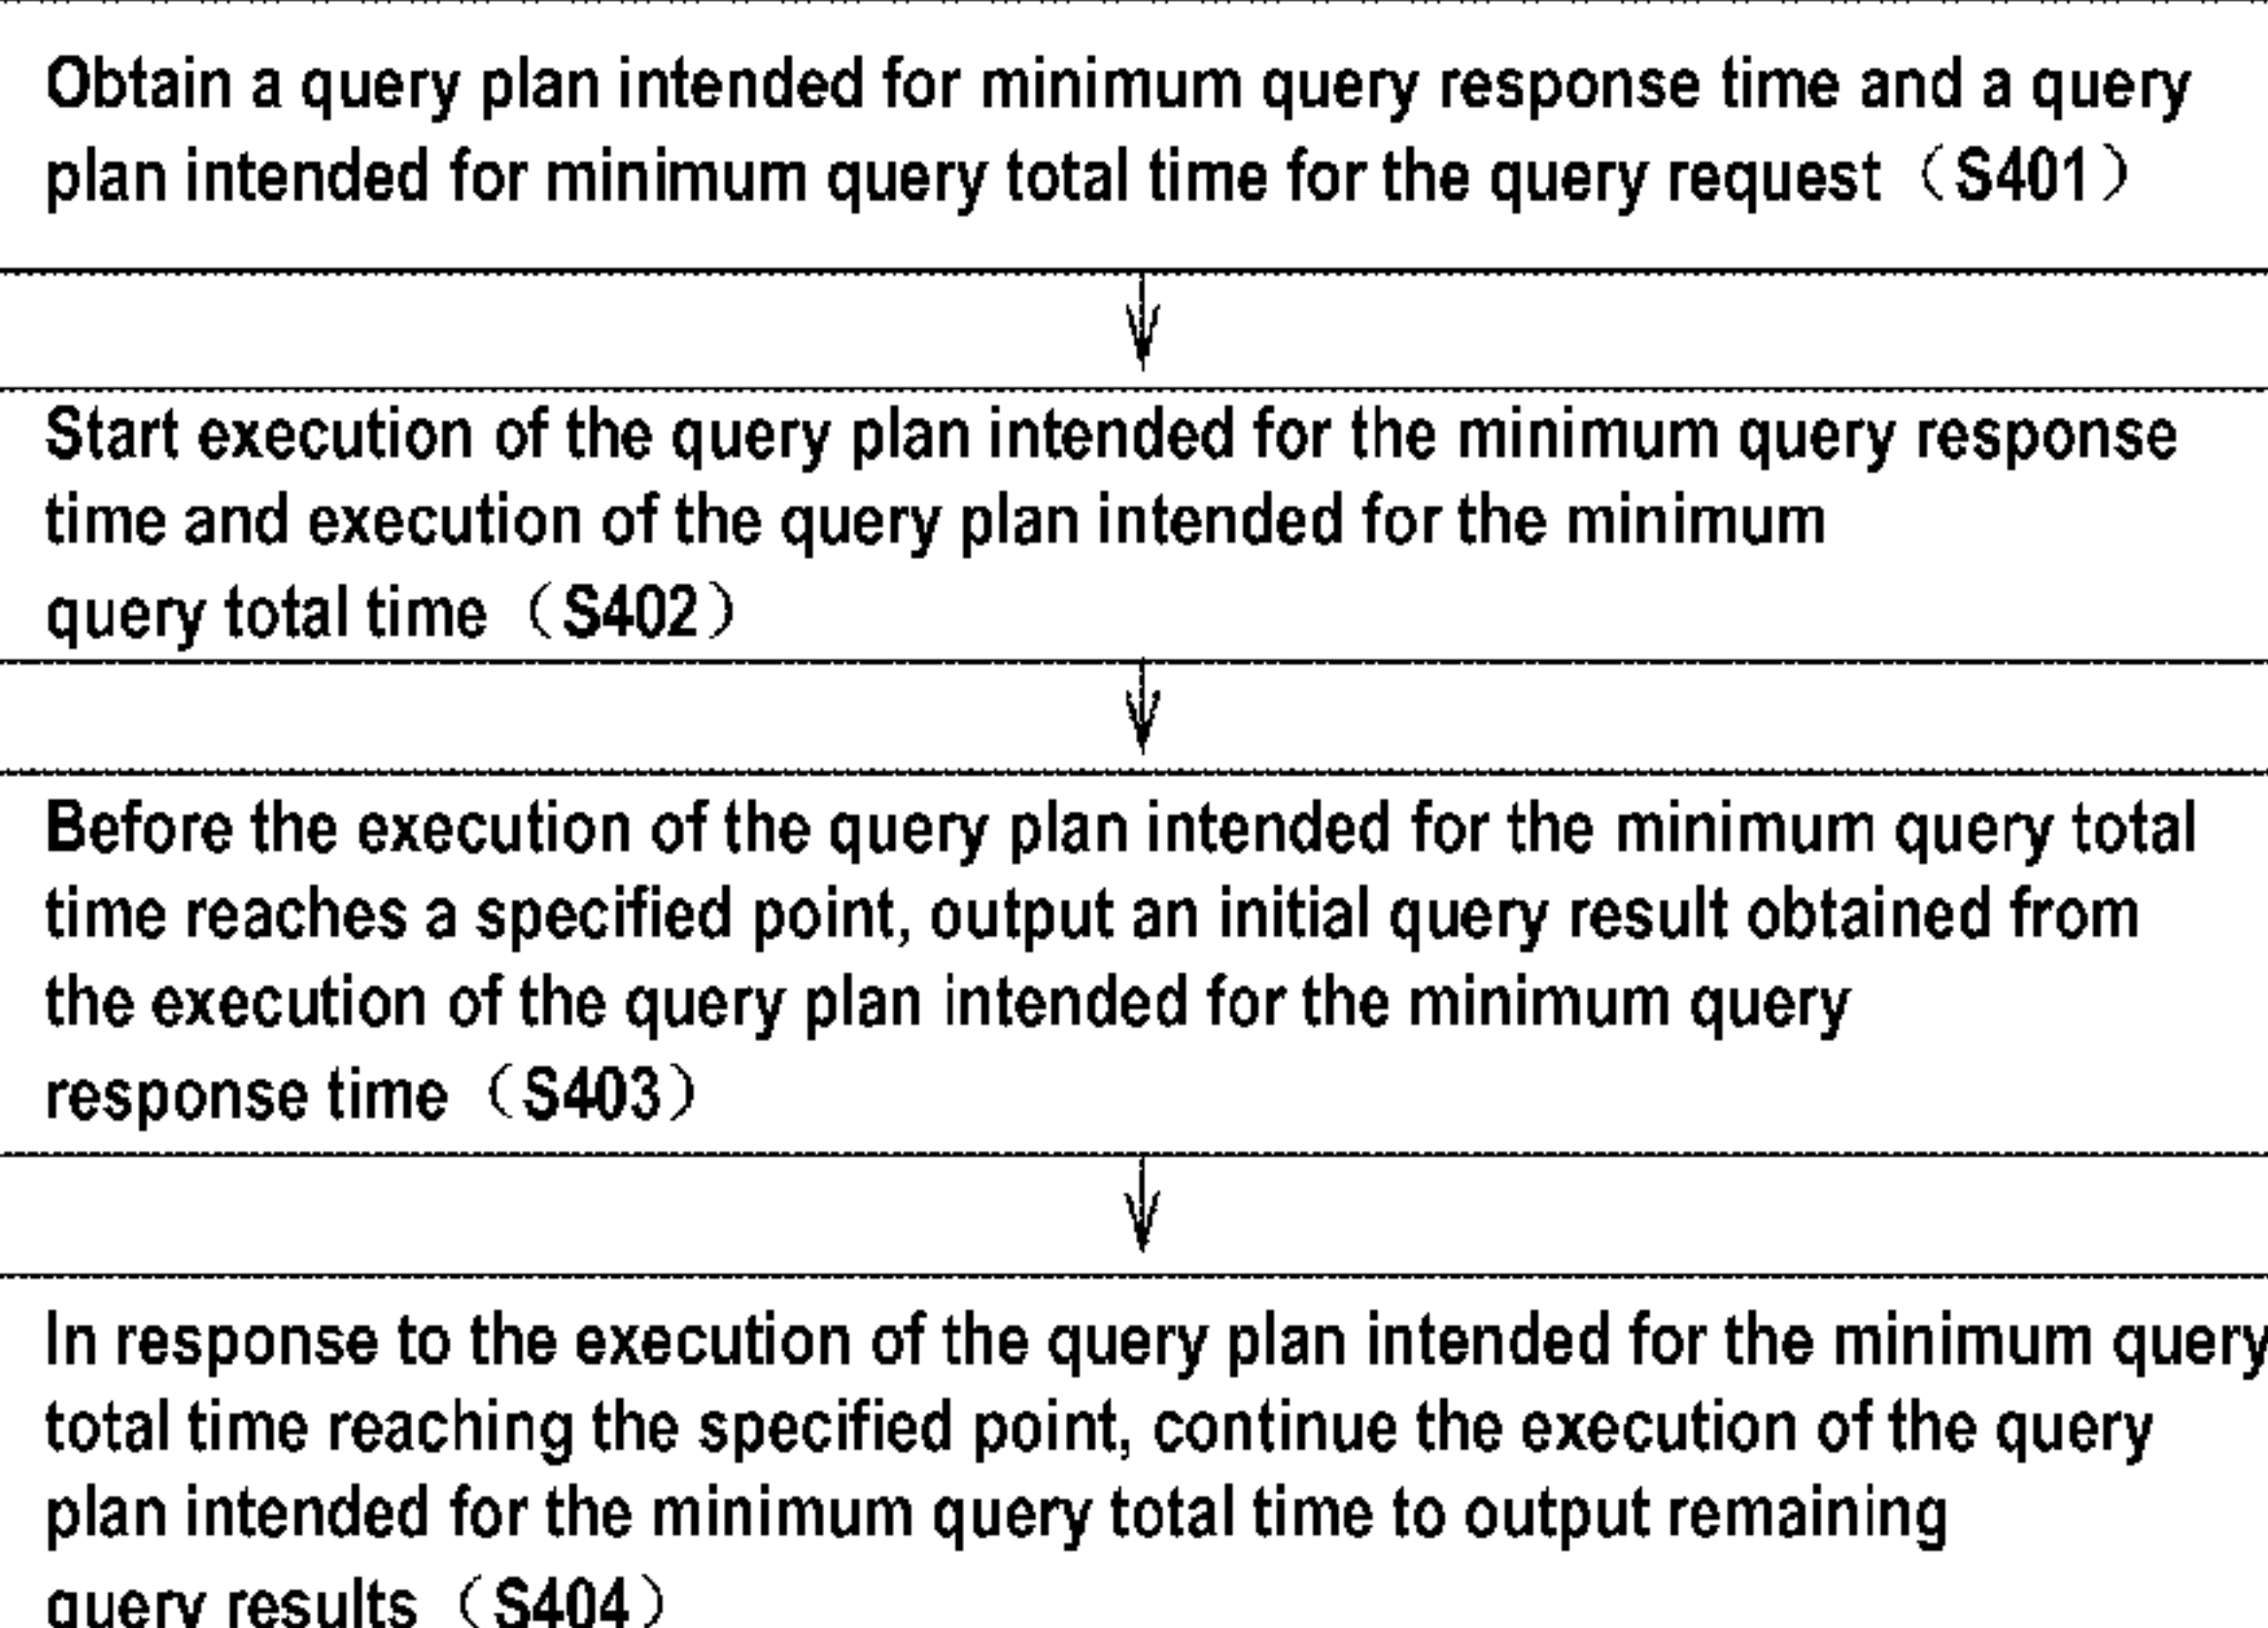 Obtain a query plan intended for minimum query response time and a query
plan intended for minimum query total time for the query request（S401）
Start execution of the query plan intended for the minimum query response
time and execution of the query plan intended for the minimum
query total time（S402）
Before the execution of the query plan intended for the minimum query total
time reaches a specified point, output an initial query result obtained from
the execution of the query plan intended for the minimum query
response time（S403）
In response to the execution of the query plan intended for the minimum query
total time reaching the specified point, continue the execution of the query
plan intended for the minimum query total time to output remaining
query results（S404）